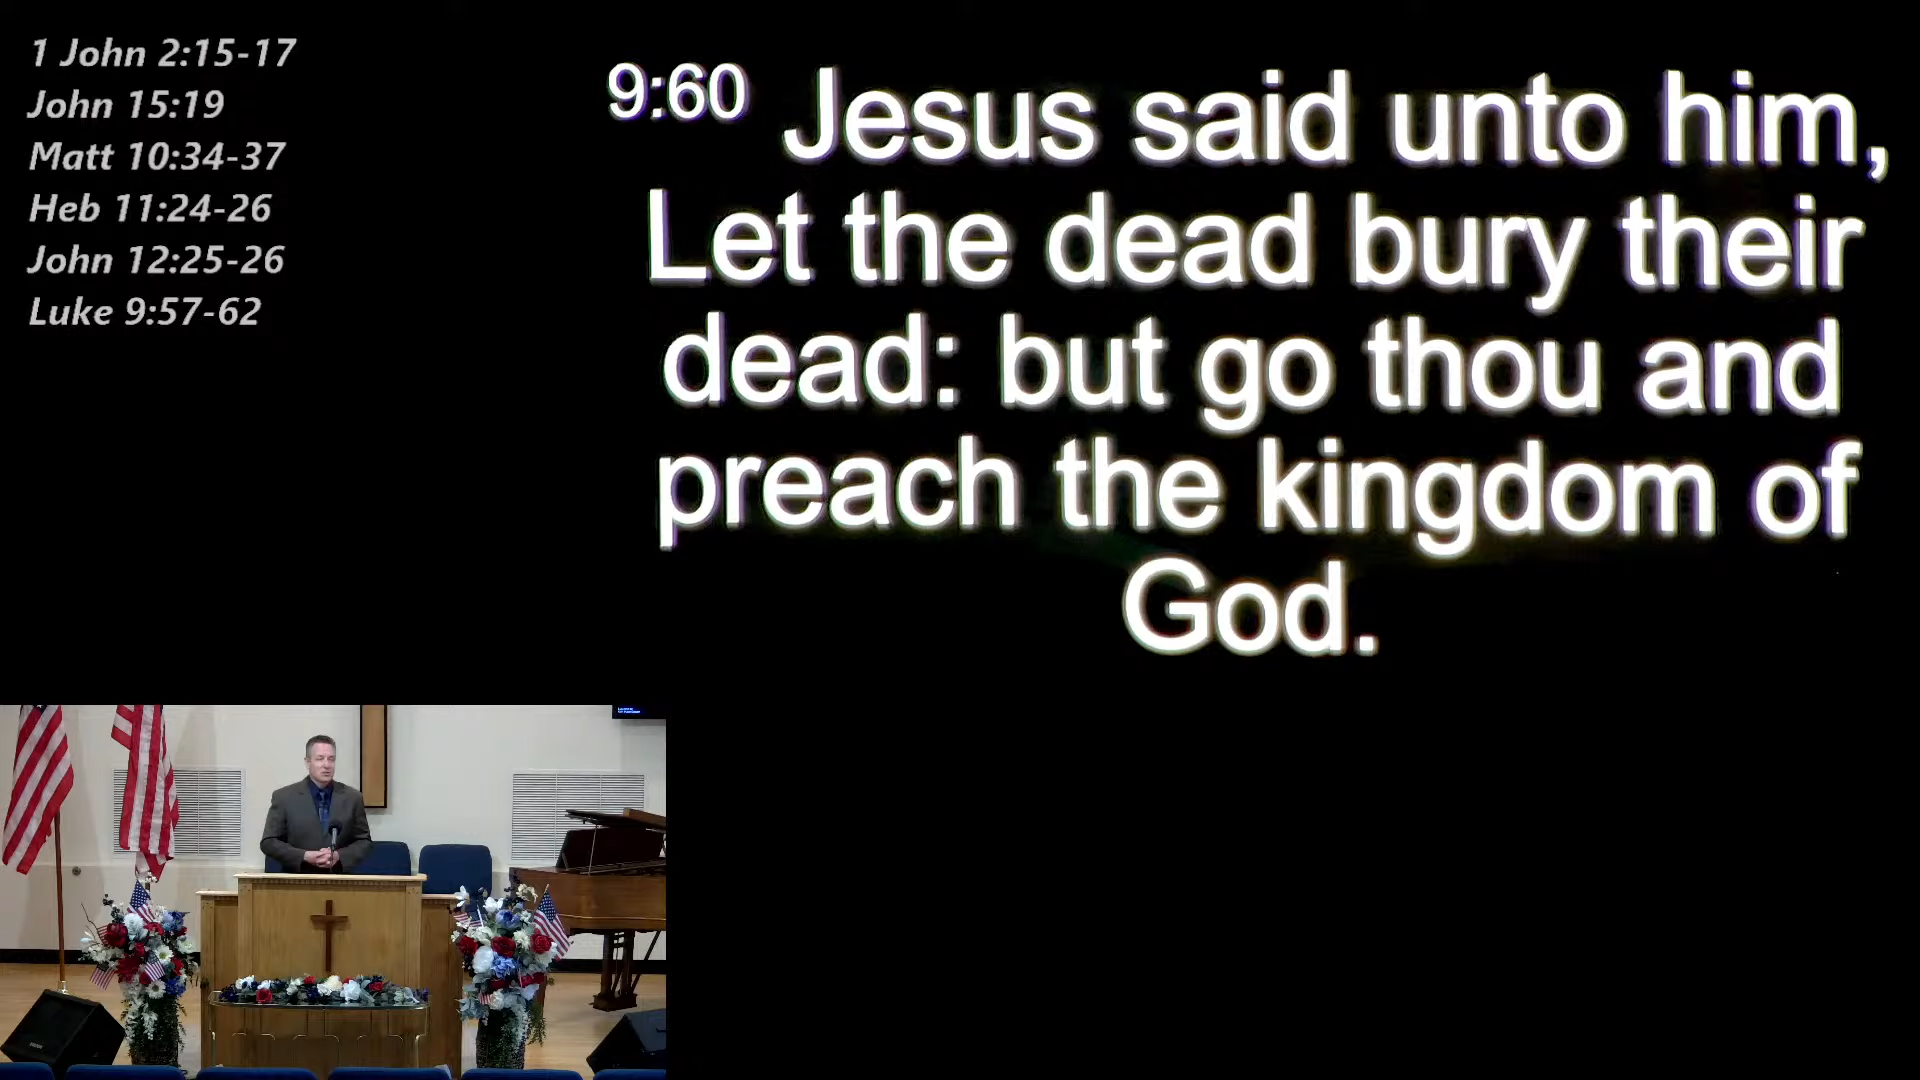 1 John 2:15-17
John 15:19
Matt 10:34-37
Heb 11:24-26
John 12:25-26
Luke 9:57-62
9:60 Jesus said unto him,
Let the dead bury their
dead: but go thou and
preach the kingdom of
God.